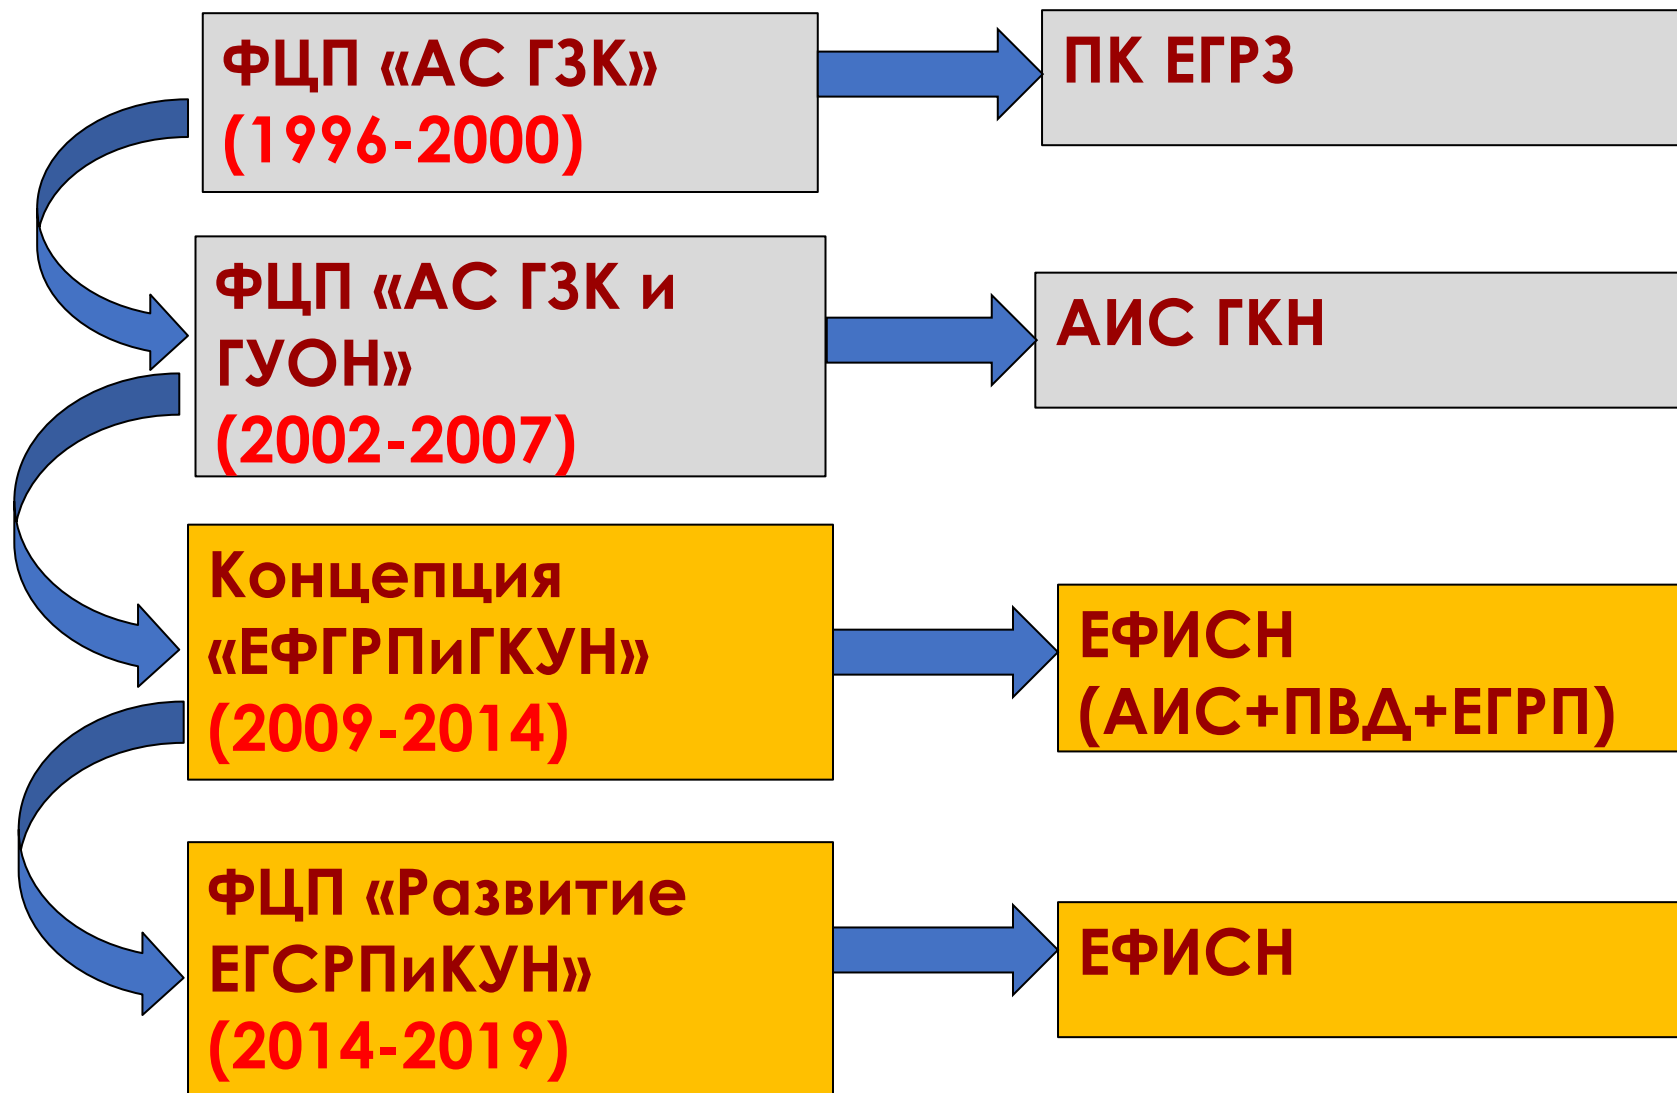 ФЦП «АС ГЗК»
(1996-2000)
ПК ЕГРЗ
ФЦП «АС ГЗК и
ГУОН»
(2002-2007)
АИС ГКН
Концепция
«ЕФГРПиГКУН»
(2009-2014)
ЕФИСН
(АИС+ПВД+ЕГРП)
ФЦП «Развитие
ЕГСРПиКУН»
(2014-2019)
ЕФИСН